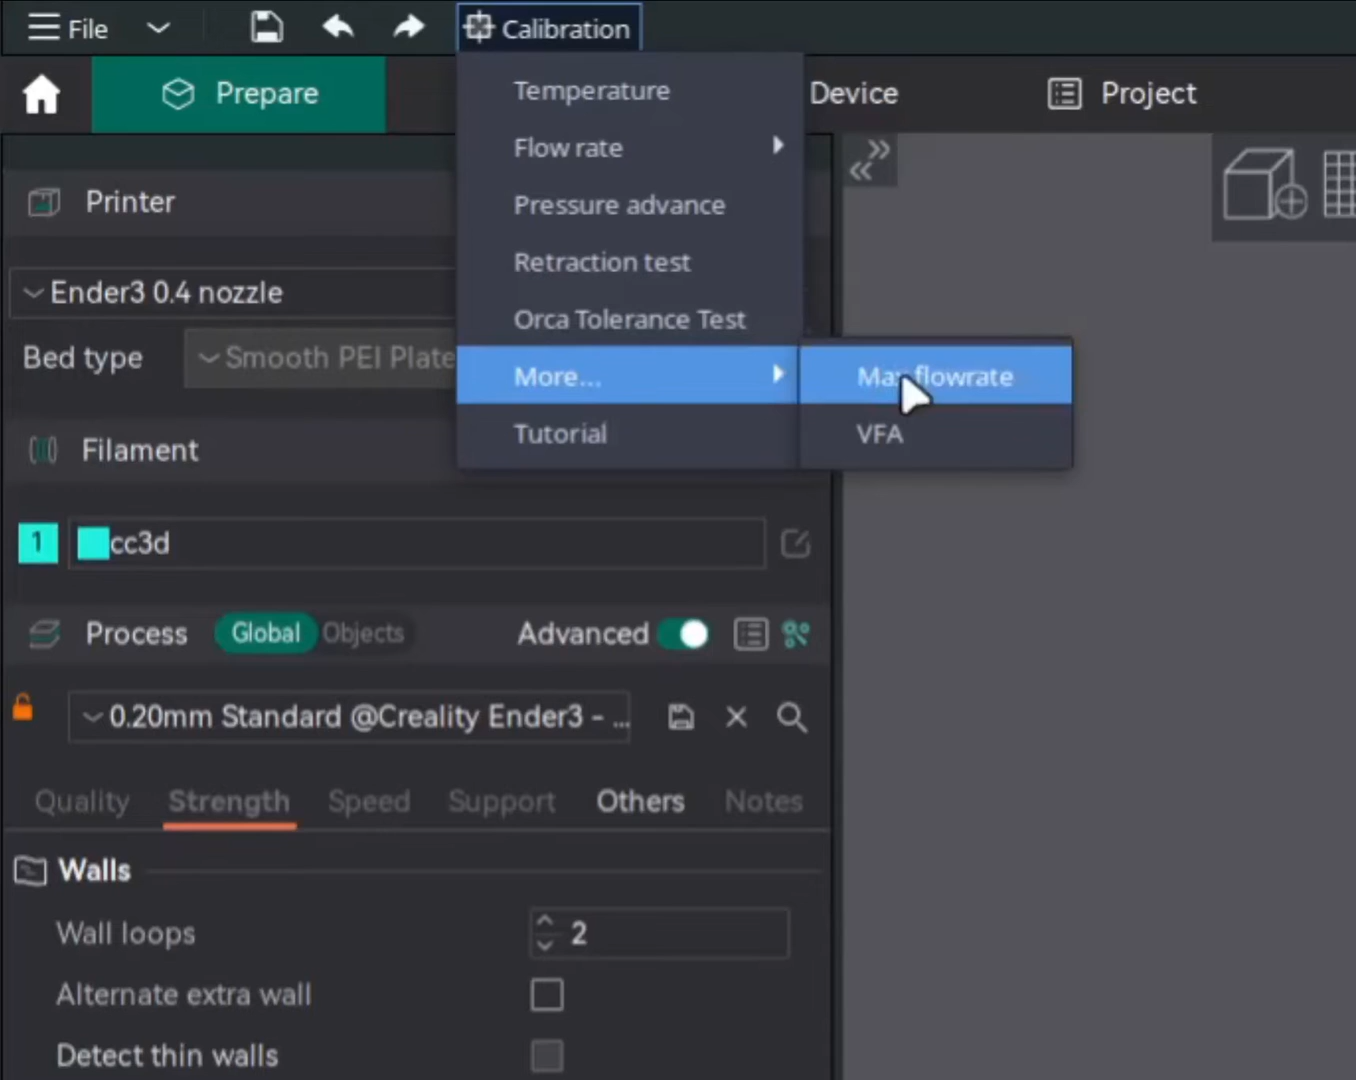 File
Calibration
Prepare
Device
Project
Temperature
Flow rate
Pressure advance
Retraction test
Orca Tolerance Test
More...
Tutorial
Max flowrate
VFA
Printer
Ender3 0.4 nozzle
Bed type
Smooth PEI Plate
Filament
1
cc3d
Process
Global
Objects
Advanced
0.20mm Standard @Creality Ender3 - ...
Quality
Strength
Speed
Support
Others
Notes
Walls
Wall loops
2
Alternate extra wall
Detect thin walls